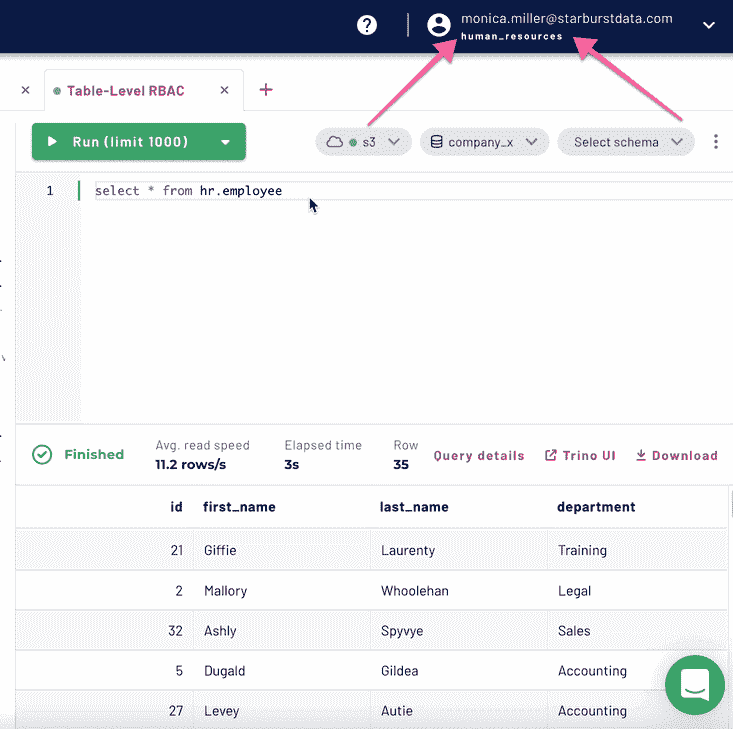 monica.miller@starburstdata.com
human_resources
Table-Level RBAC
Run (limit 1000)
s3
company_x
Select schema
1
select * from hr.employee
Finished
Avg. read speed
11.2 rows/s
Elapsed time
3s
Row
35
Query details
Trino UI
Download
id first_name last_name department
21 Giffie Laurenty Training
2 Mallory Whoolehan Legal
32 Ashly Spyvye Sales
5 Dugald Gildea Accounting
27 Levey Autie Accounting